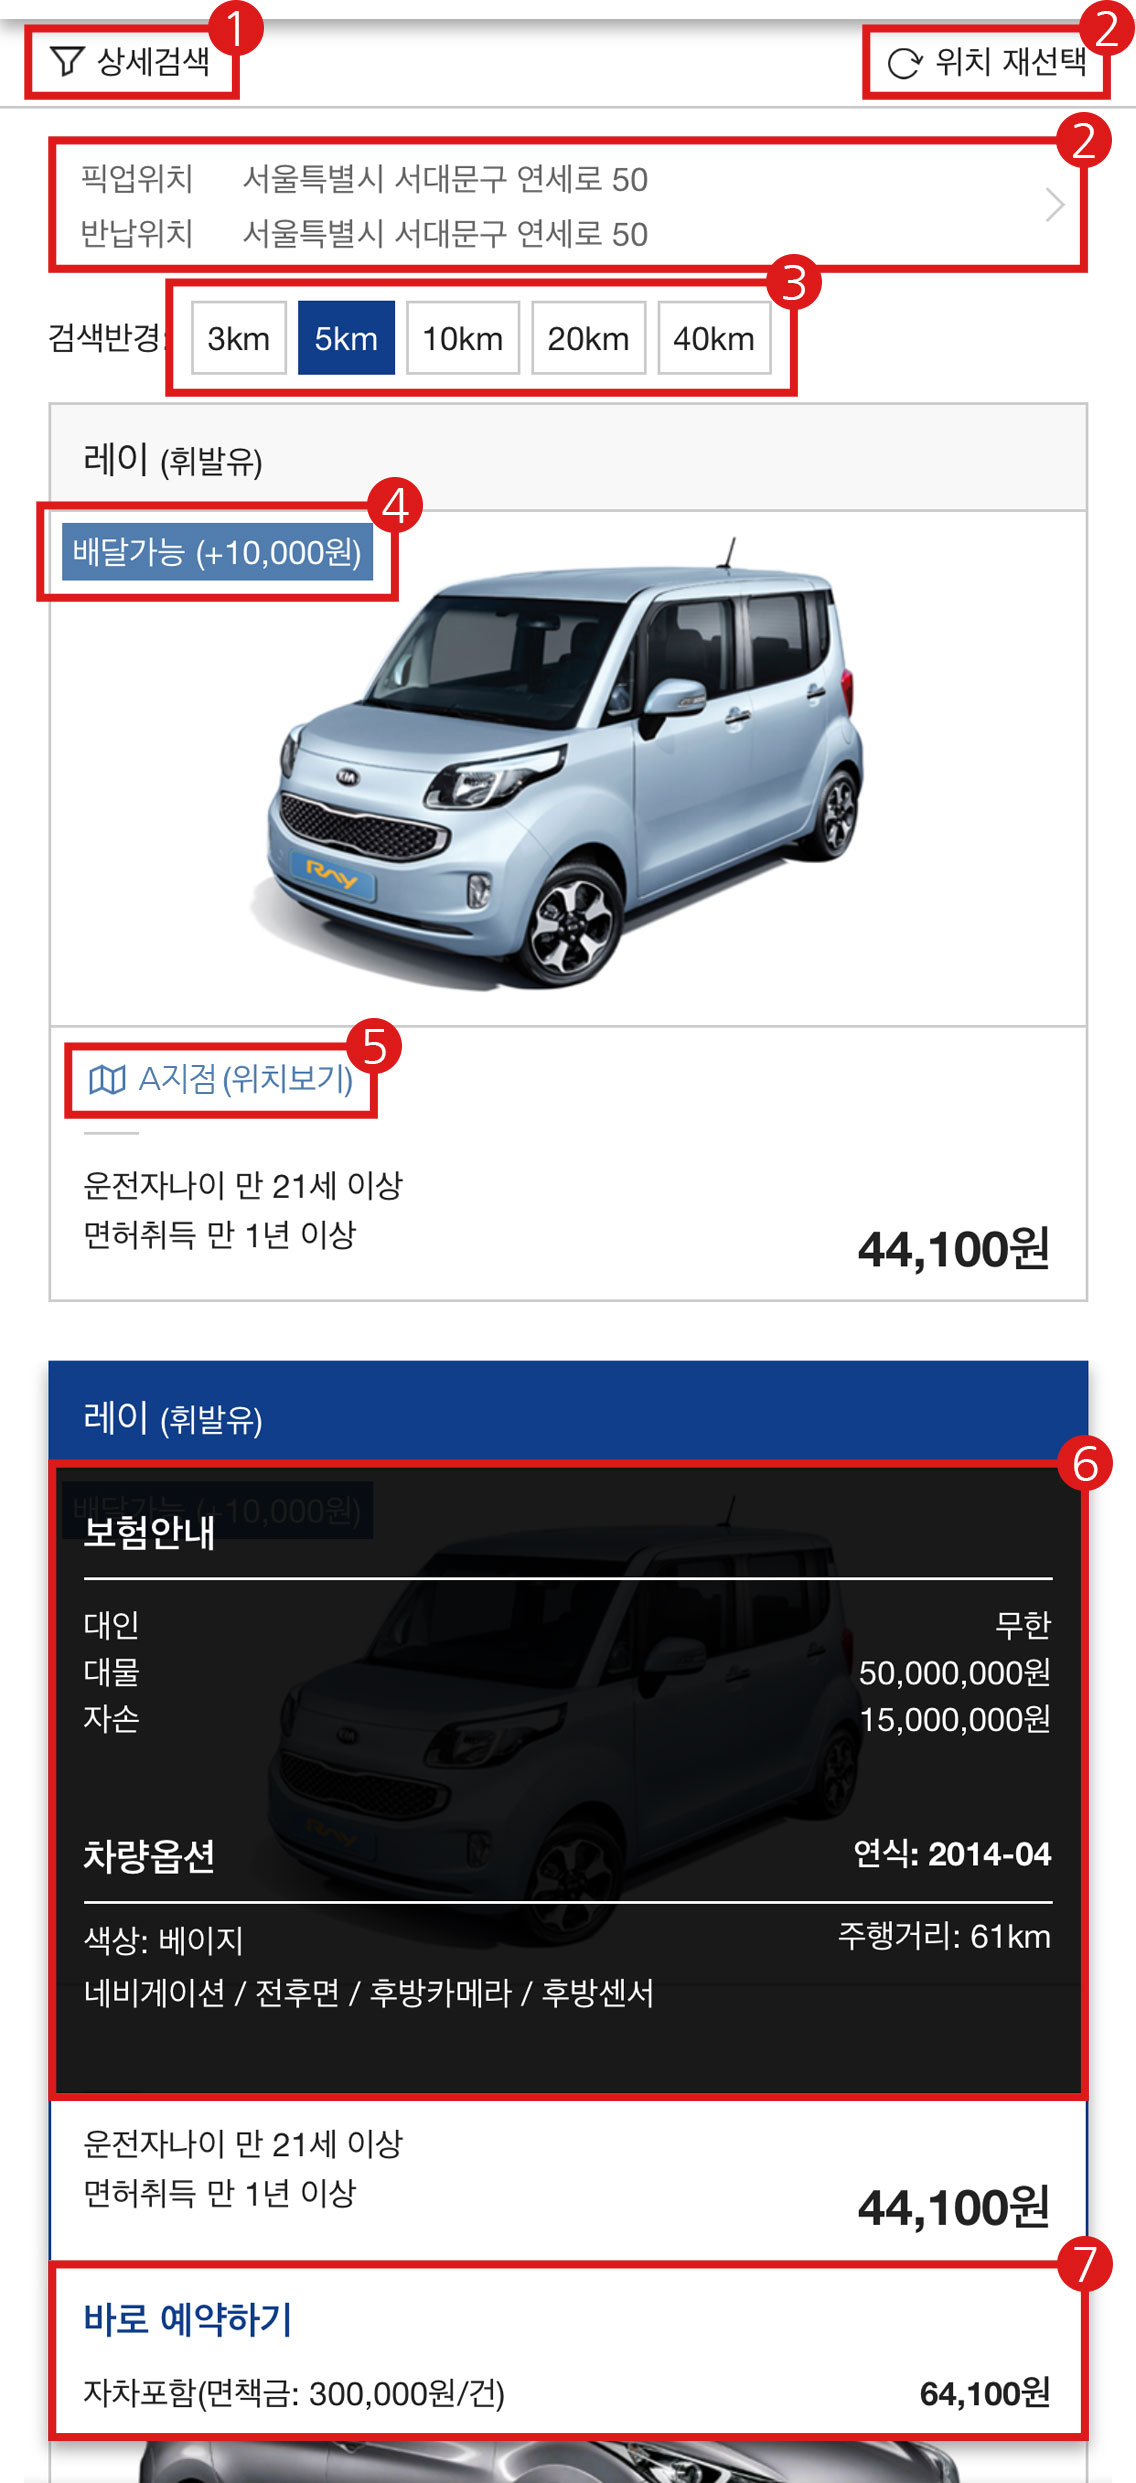 1
상세검색
2
위치 재선택
2
픽업위치 서울특별시 서대문구 연세로 50
반납위치 서울특별시 서대문구 연세로 50
3
검색반경: 3km 5km 10km 20km 40km
레이 (휘발유)
4
배달가능 (+10,000원)
KIA
RAY
5
A지점 (위치보기)
운전자나이 만 21세 이상
면허취득 만 1년 이상
44,100원
레이 (휘발유)
6
배달가능 (+10,000원)
보험안내
대인 무한
대물 50,000,000원
자손 15,000,000원
RAY
차량옵션 연식: 2014-04
색상: 베이지 주행거리: 61km
네비게이션 / 전후면 / 후방카메라 / 후방센서
운전자나이 만 21세 이상
면허취득 만 1년 이상
44,100원
7
바로 예약하기
자차포함(면책금: 300,000원/건) 64,100원